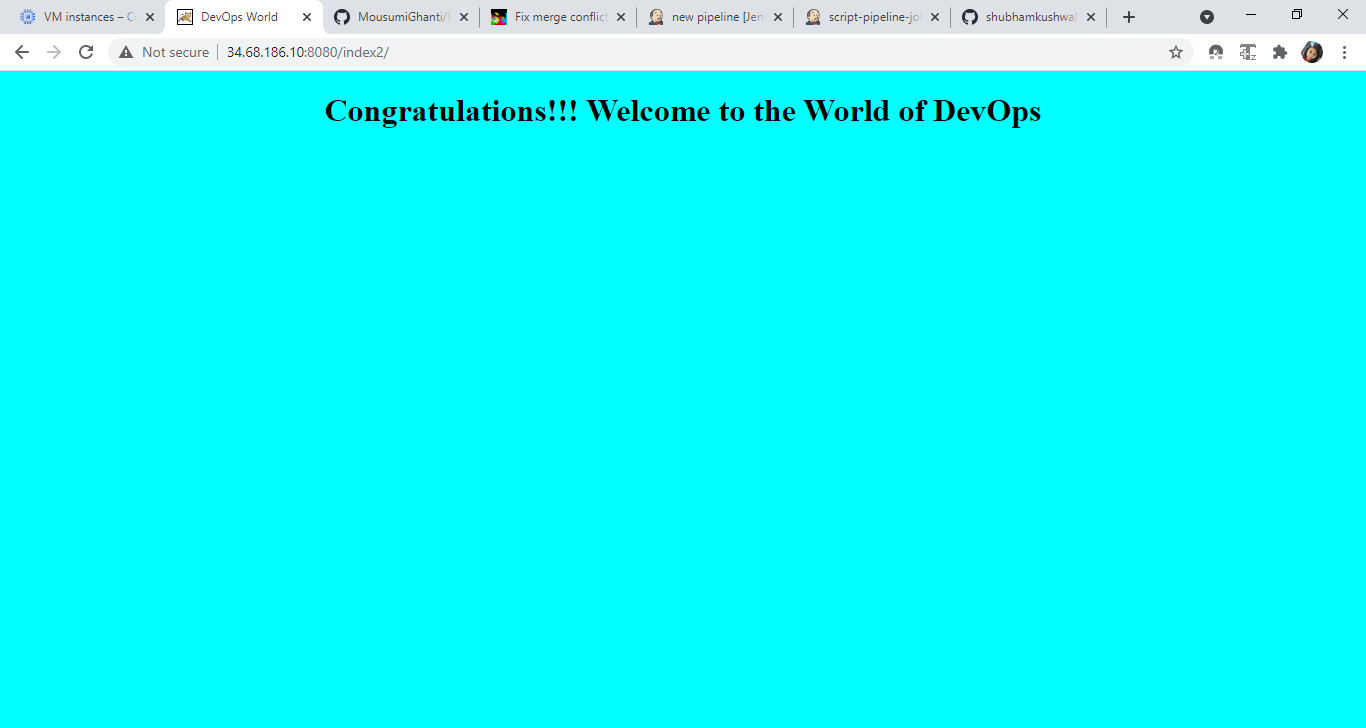 VM instances – C
DevOps World
MousumiGhanti/
Fix merge conflict
new pipeline [Jen
script-pipeline-jo
shubhamkushwa
Not secure
34.68.186.10:8080/index2/
Congratulations!!! Welcome to the World of DevOps